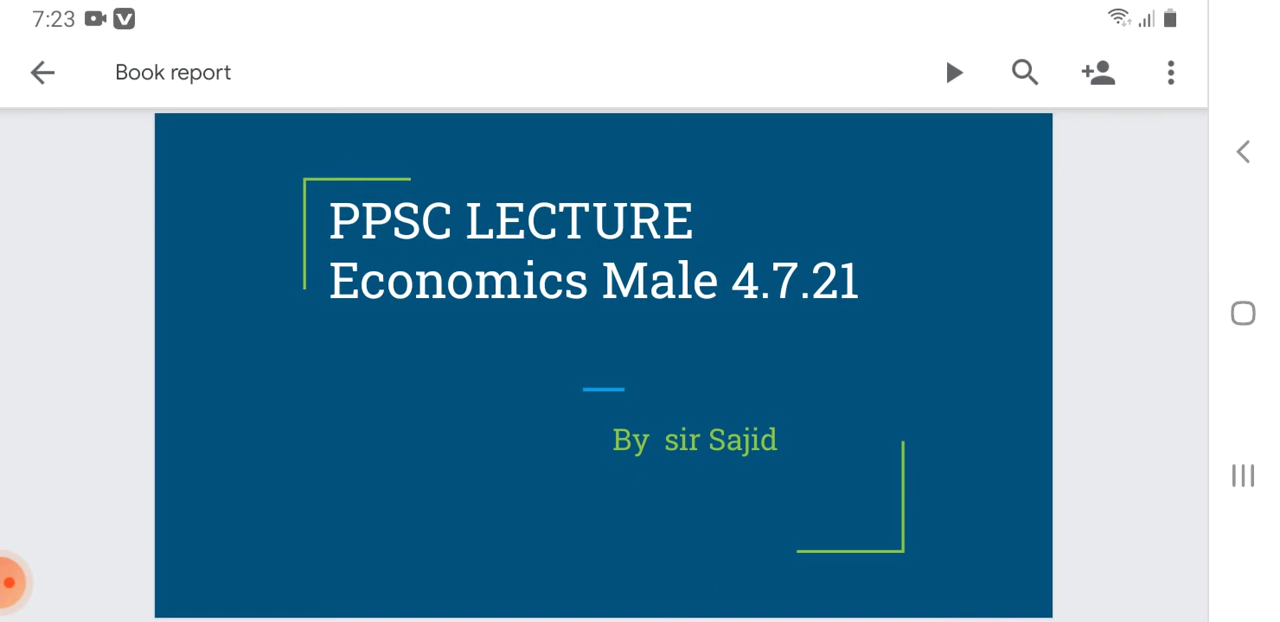 7:23
Book report
PPSC LECTURE
Economics Male 4.7.21
By sir Sajid